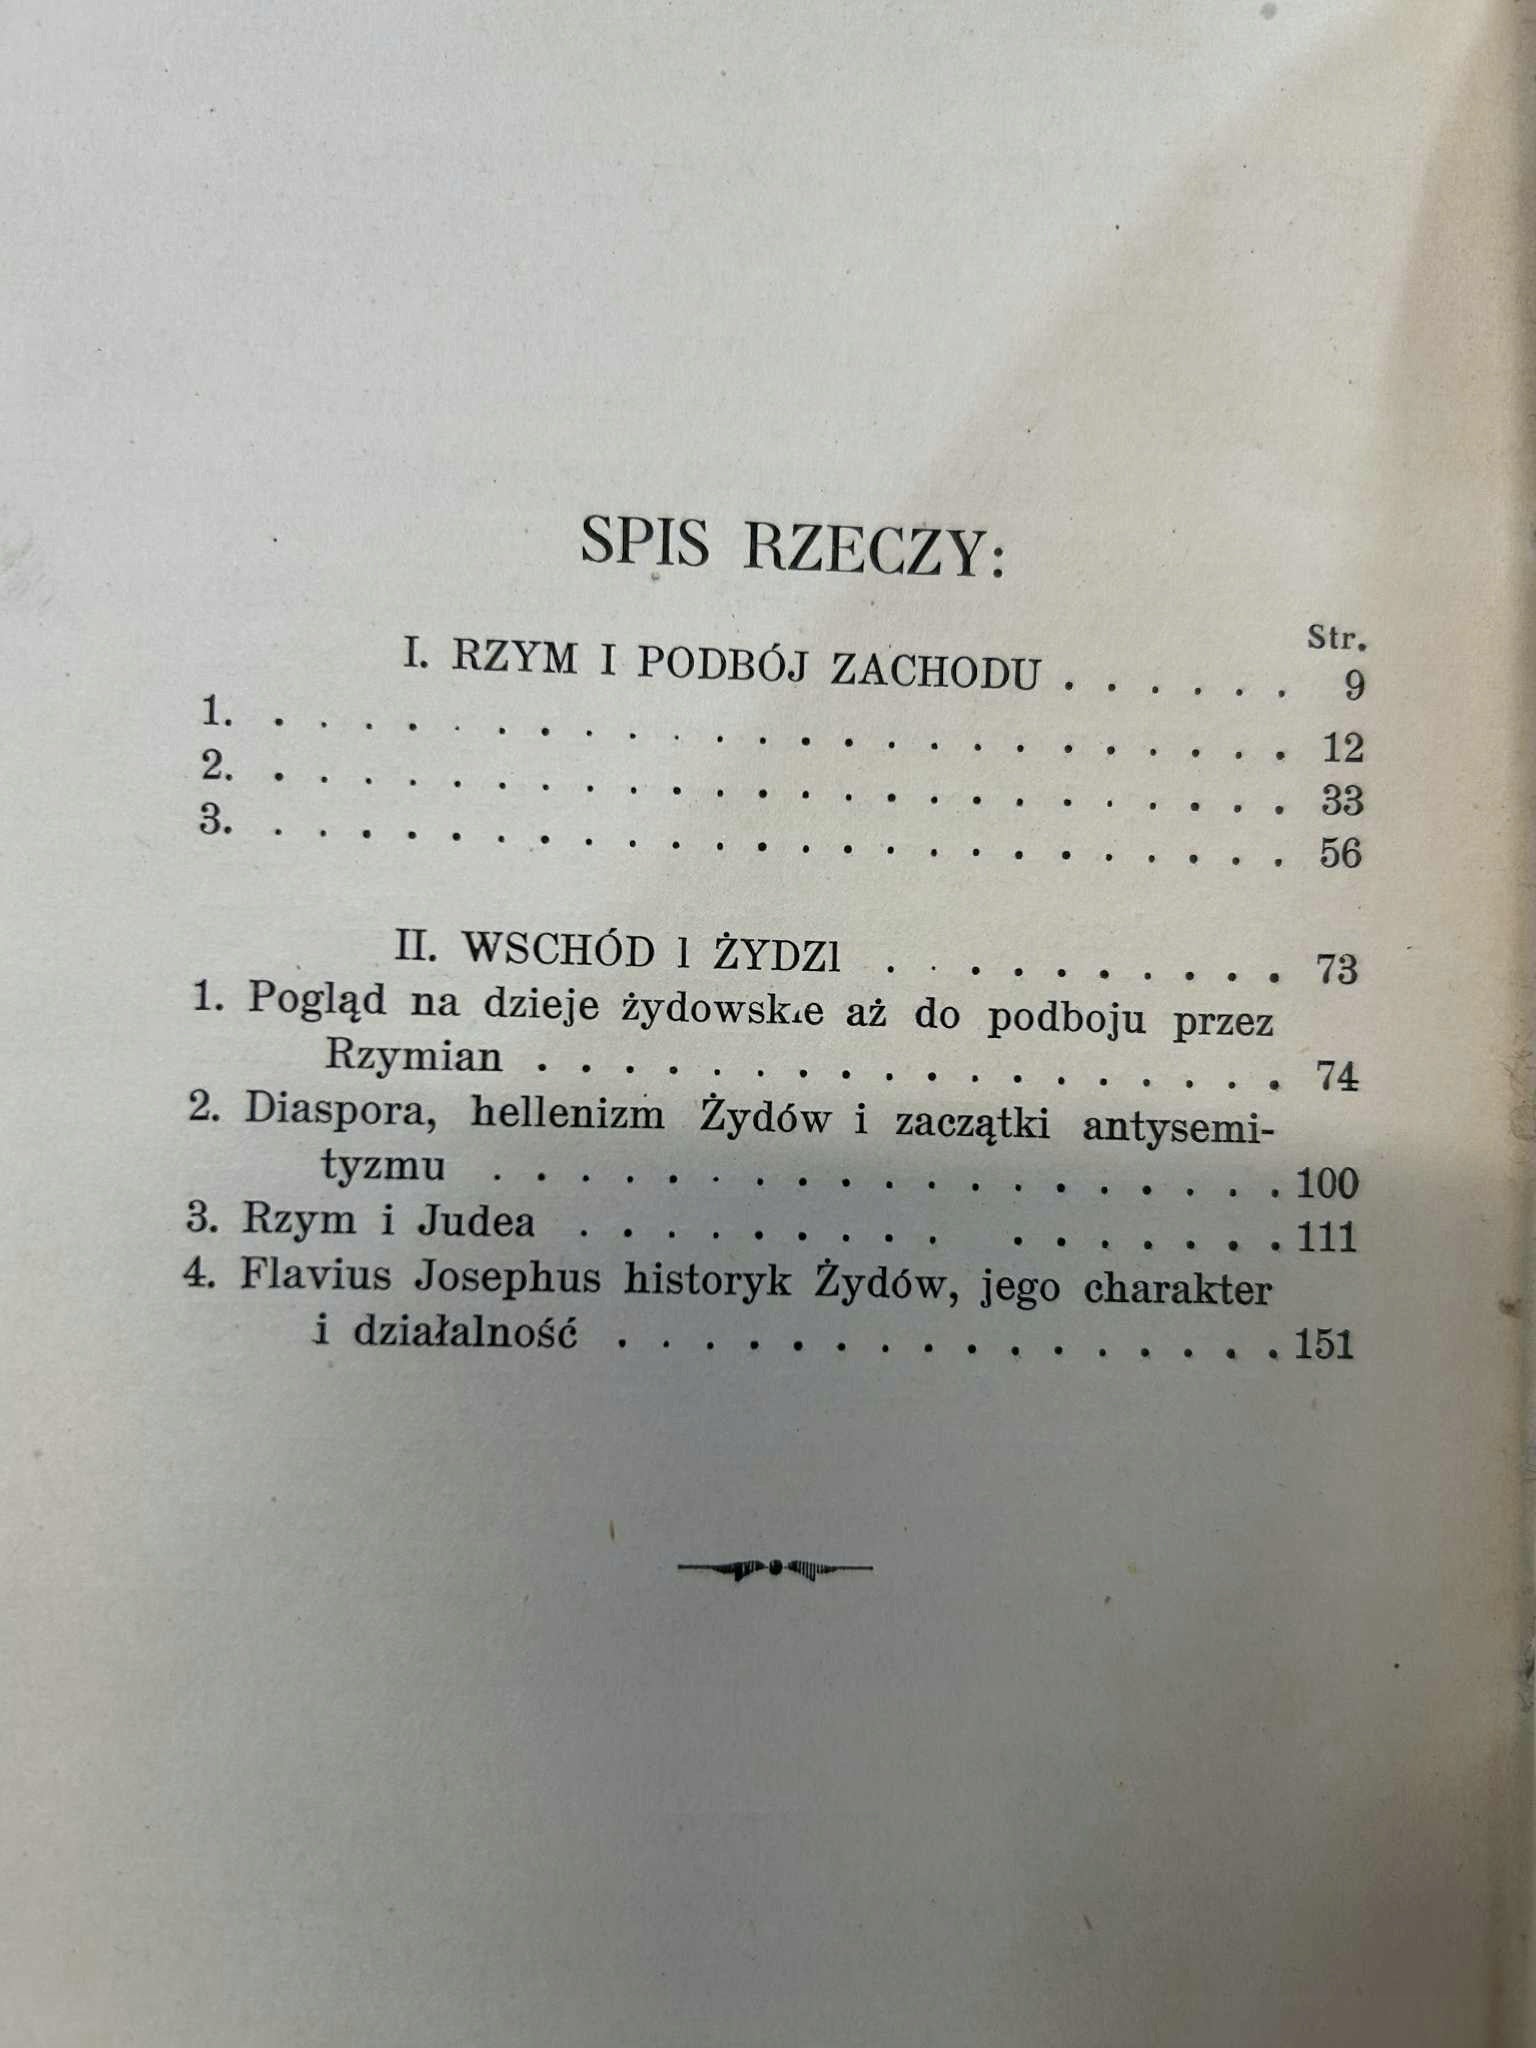 SPIS RZECZY:
Str.
I. RZYM I PODBÓJ ZACHODU . . . . . . 9
1. . . . . . . . . . . . . . . . . . . . . . . . . 12
2. . . . . . . . . . . . . . . . . . . . . . . . . 33
3. . . . . . . . . . . . . . . . . . . . . . . . . 56
II. WSCHÓD I ŻYDZI . . . . . . . . . . 73
1. Pogląd na dzieje żydowskie aż do podboju przez
Rzymian . . . . . . . . . . . . . . . . . . 74
2. Diaspora, hellenizm Żydów i zaczątki antysemi-
tyzmu . . . . . . . . . . . . . . . . . . . 100
3. Rzym i Judea . . . . . . . . . . . . . . . . 111
4. Flavius Josephus historyk Żydów, jego charakter
i działalność . . . . . . . . . . . . . . . . 151